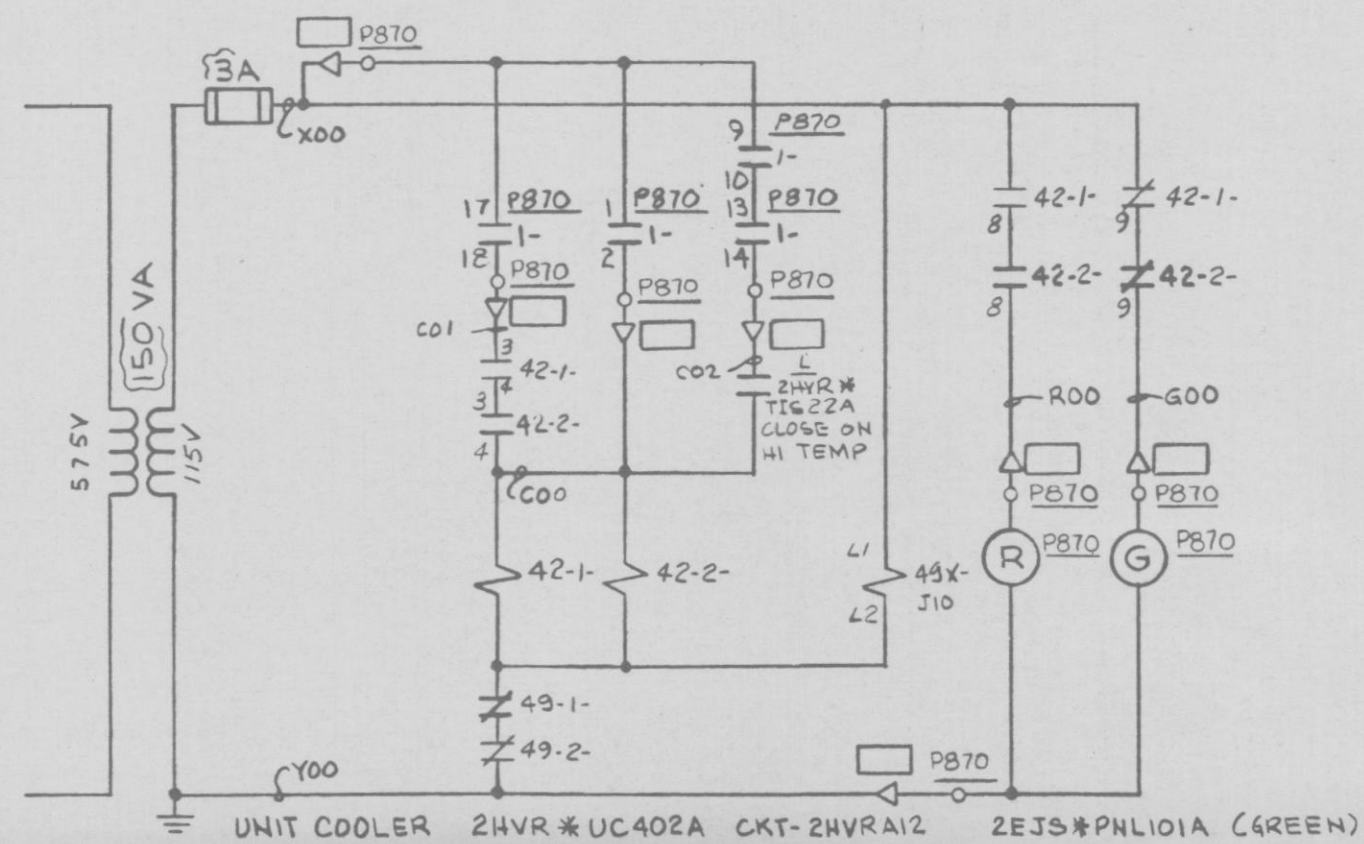 P870
3A
X00
9 P870
1-
10
17 P870
1-
18
1 P870
1-
2
13 P870
1-
14
42-1-
8
42-1-
9
42-2-
8
42-2-
9
P870
P870
P870
C01
3
42-1-
4
3
42-2-
4
C02
L
2HVR*
TIS22A
CLOSE ON
HI TEMP
R00
G00
150 VA
575V
115V
C00
P870
P870
R P870
G P870
42-1-
42-2-
L1
49X-
J10
L2
49-1-
49-2-
Y00
P870
UNIT COOLER 2HVR*UC402A CKT-2HVRA12 2EJS*PNL101A (GREEN)